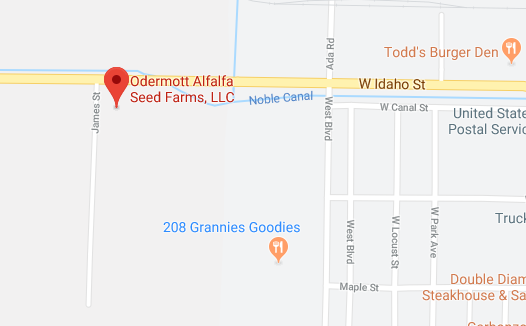 Ada Rd
Todd's Burger Den
Odermott Alfalfa
Seed Farms, LLC
W Idaho St
Noble Canal
James St
West Blvd
W Canal St
United State
Postal Servic
208 Grannies Goodies
West Blvd
W Locust St
W Park Ave
Truck
Maple St
Double Diam
Steakhouse & Sa